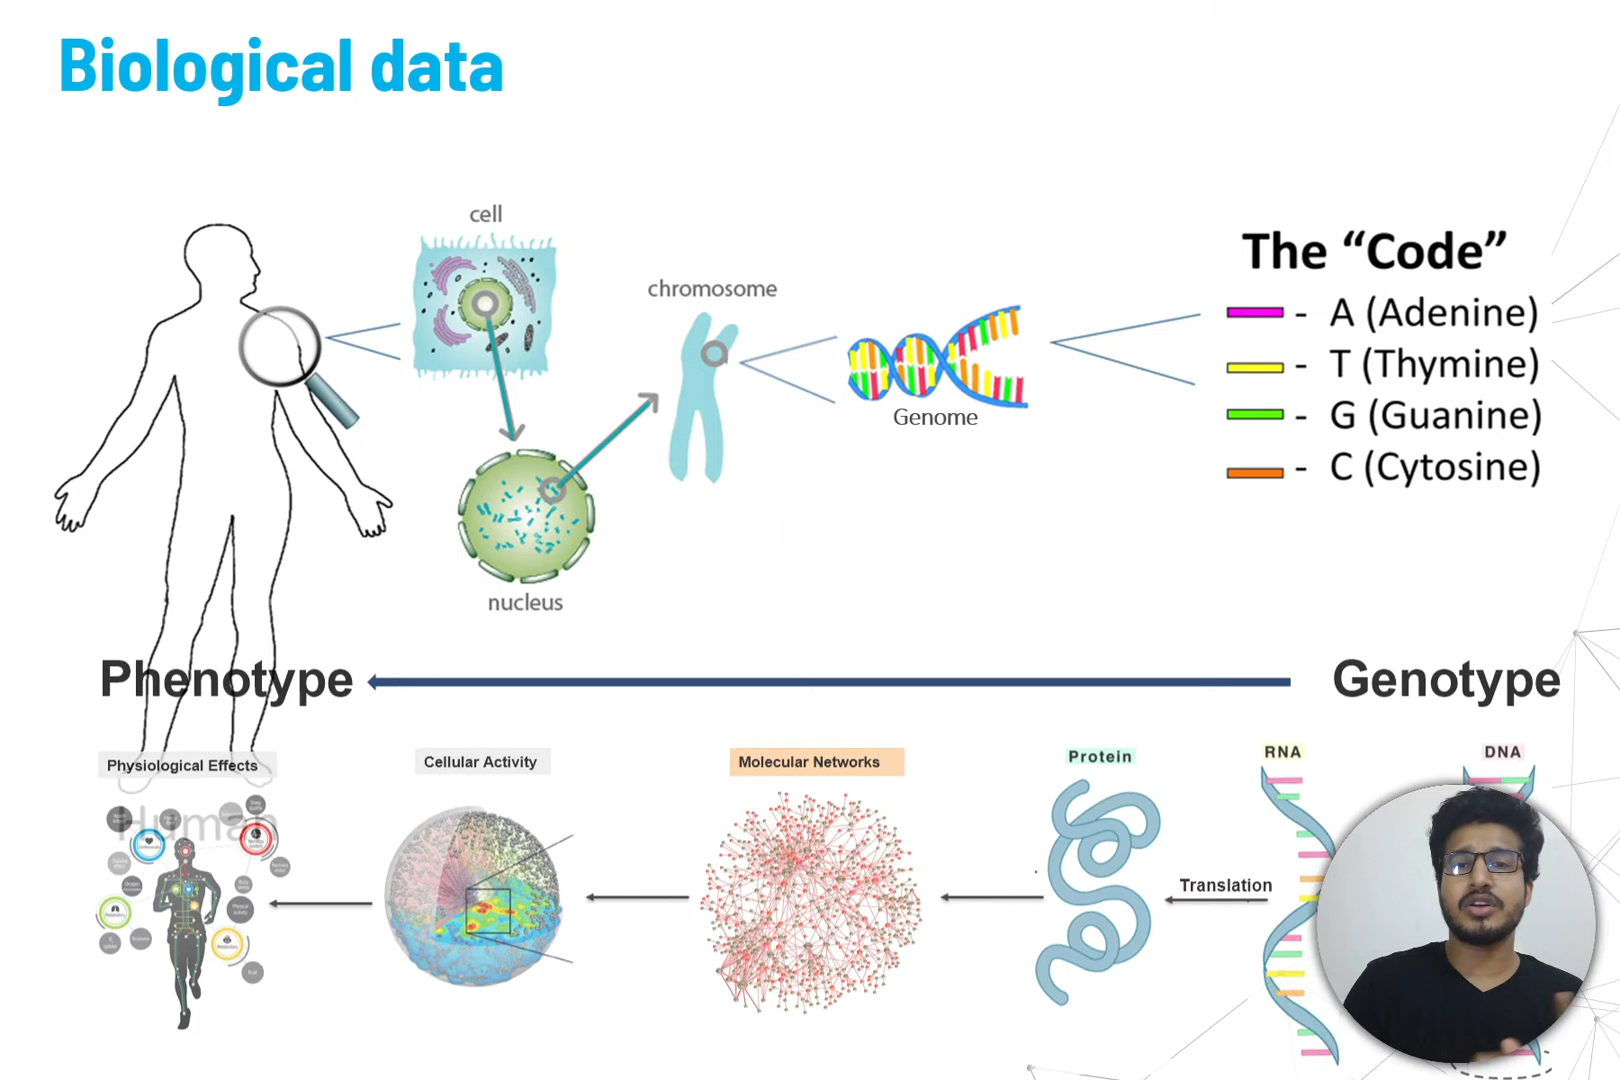 Biological data
cell
chromosome
nucleus
Genome
The “Code”
- A (Adenine)
- T (Thymine)
- G (Guanine)
- C (Cytosine)
Phenotype
Genotype
Physiological Effects
Cellular Activity
Molecular Networks
Protein
RNA
DNA
Translation
Human